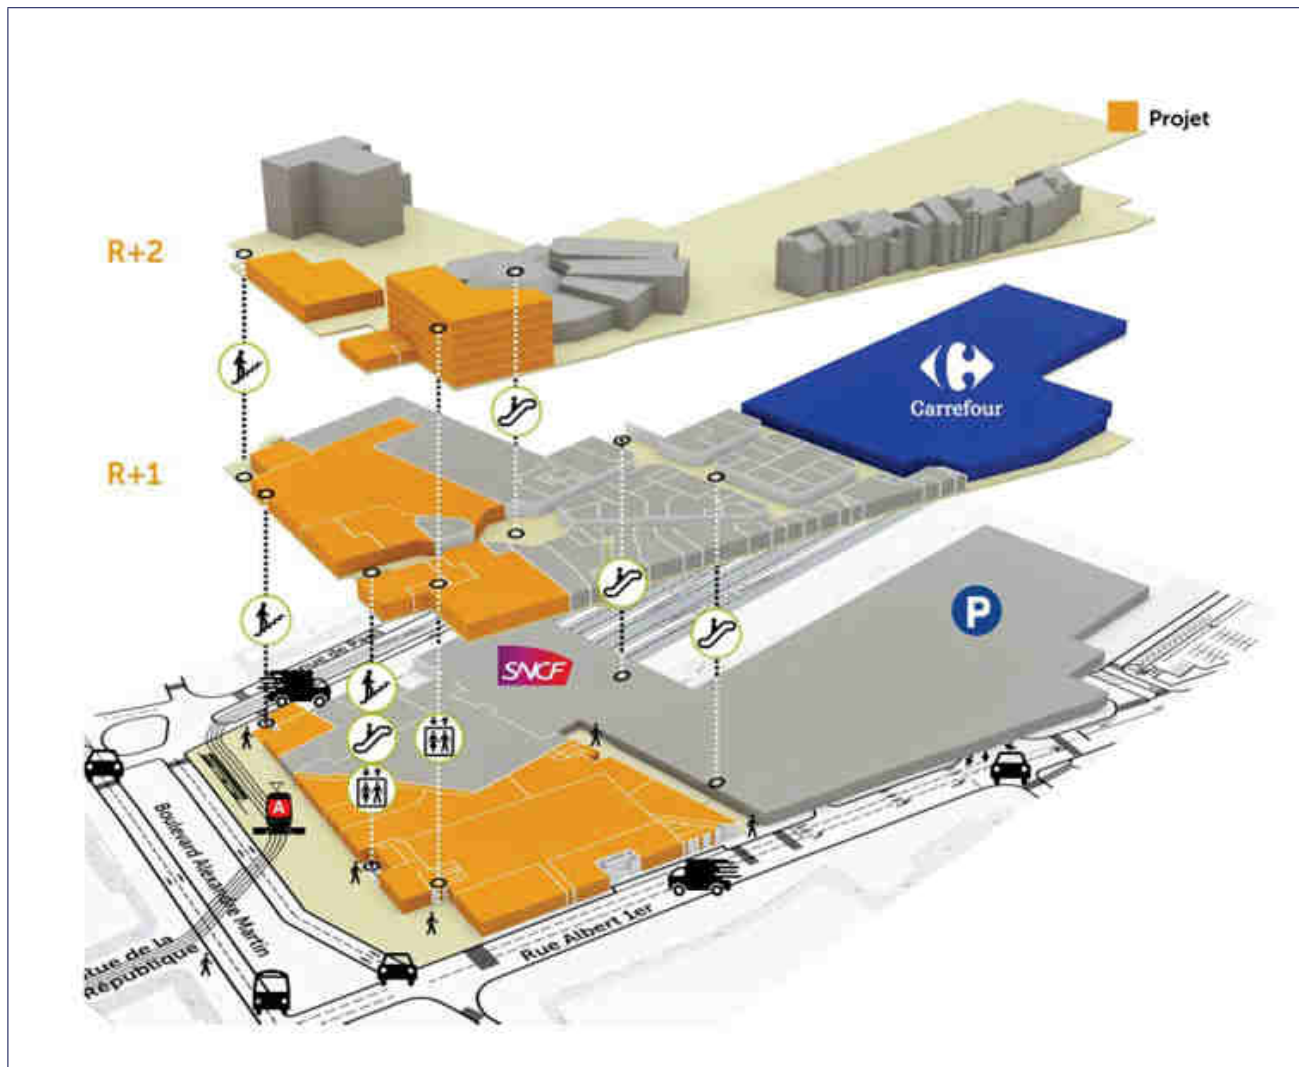 Projet
R+2
Carrefour
R+1
P
SNCF
A
Boulevard Alexandre Martin
Rue Albert 1er
Rue de la
République